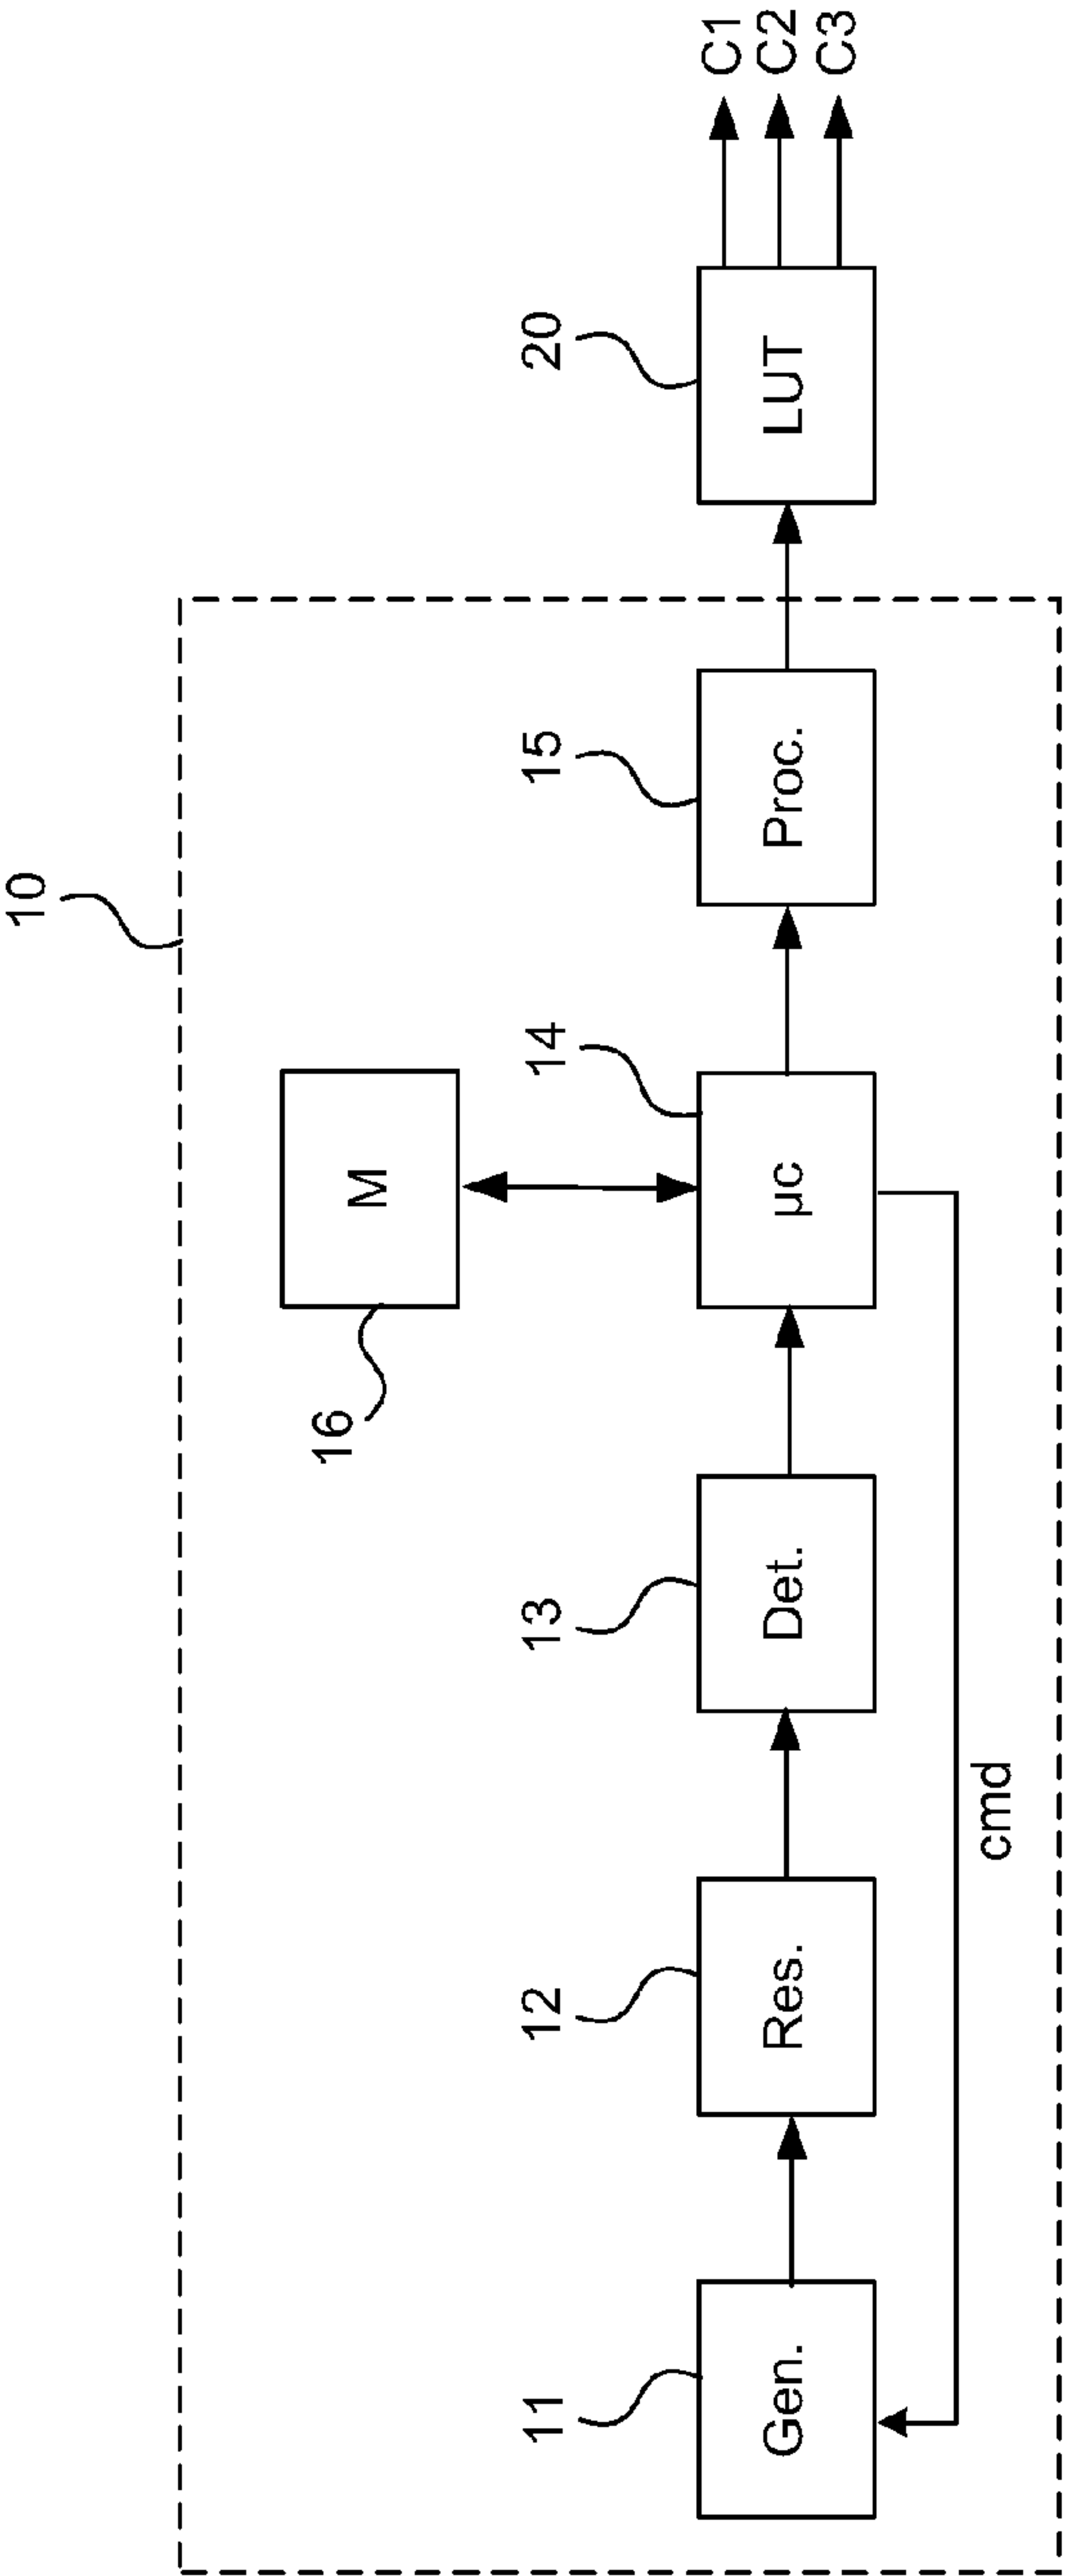 10
16
M
11
12
13
14
15
20
Gen.
Res.
Det.
µc
Proc.
LUT
C1
C2
C3
cmd